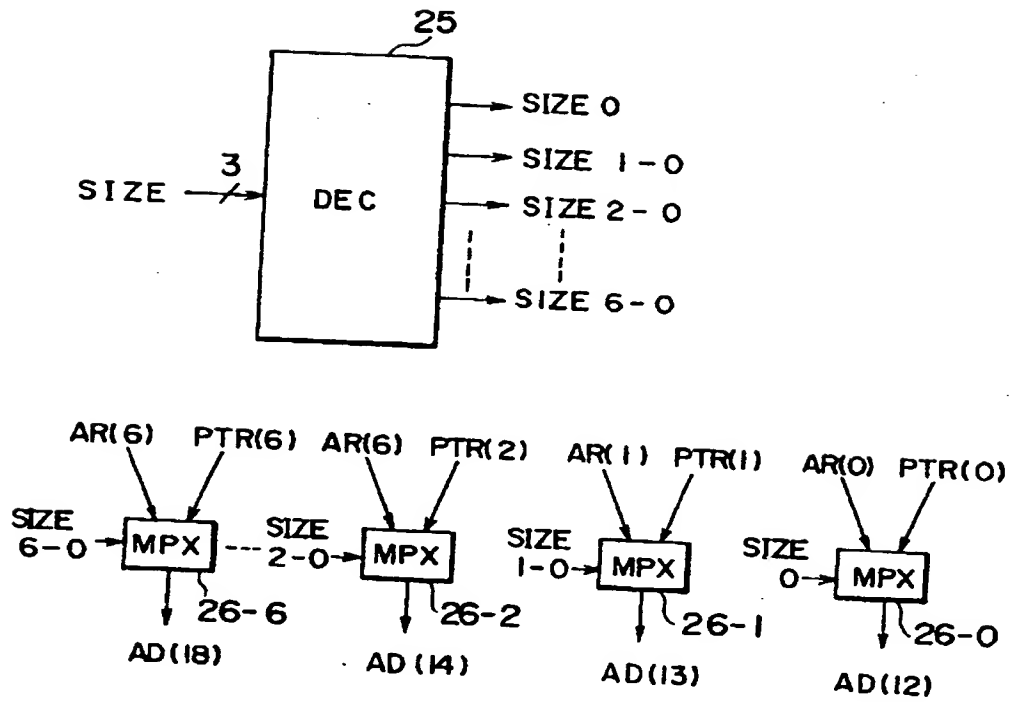 25
SIZE 0
3
SIZE 1-0
SIZE
DEC
SIZE 2-0
SIZE 6-0
AR(6) PTR(6) AR(6) PTR(2) AR(1) PTR(1) AR(0) PTR(0)
SIZE 6-0 MPX SIZE 2-0 MPX SIZE 1-0 MPX SIZE 0 MPX
26-6 26-2 26-1 26-0
AD(18) AD(14) AD(13) AD(12)